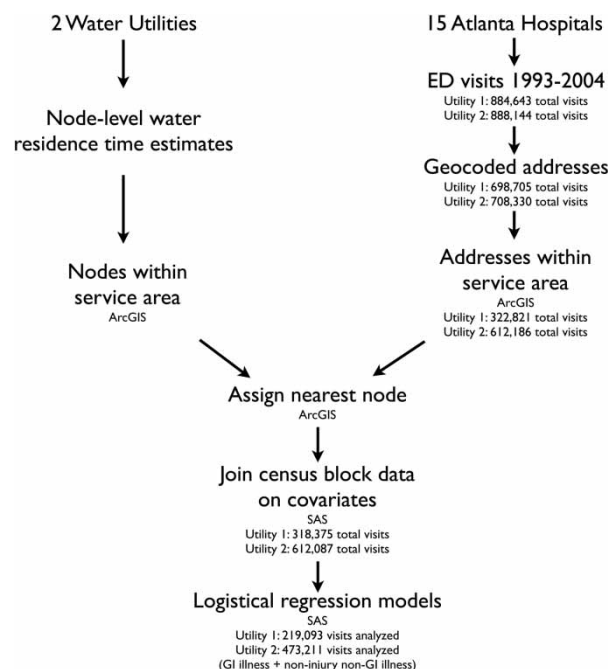 2 Water Utilities
Node-level water
residence time estimates
Nodes within
service area
ArcGIS
15 Atlanta Hospitals
ED visits 1993-2004
Utility 1: 884,643 total visits
Utility 2: 888,144 total visits
Geocoded addresses
Utility 1: 698,705 total visits
Utility 2: 708,330 total visits
Addresses within
service area
ArcGIS
Utility 1: 322,821 total visits
Utility 2: 612,186 total visits
Assign nearest node
ArcGIS
Join census block data
on covariates
SAS
Utility 1: 318,375 total visits
Utility 2: 612,087 total visits
Logistical regression models
SAS
Utility 1: 219,093 visits analyzed
Utility 2: 473,211 visits analyzed
(GI illness + non-injury non-GI illness)